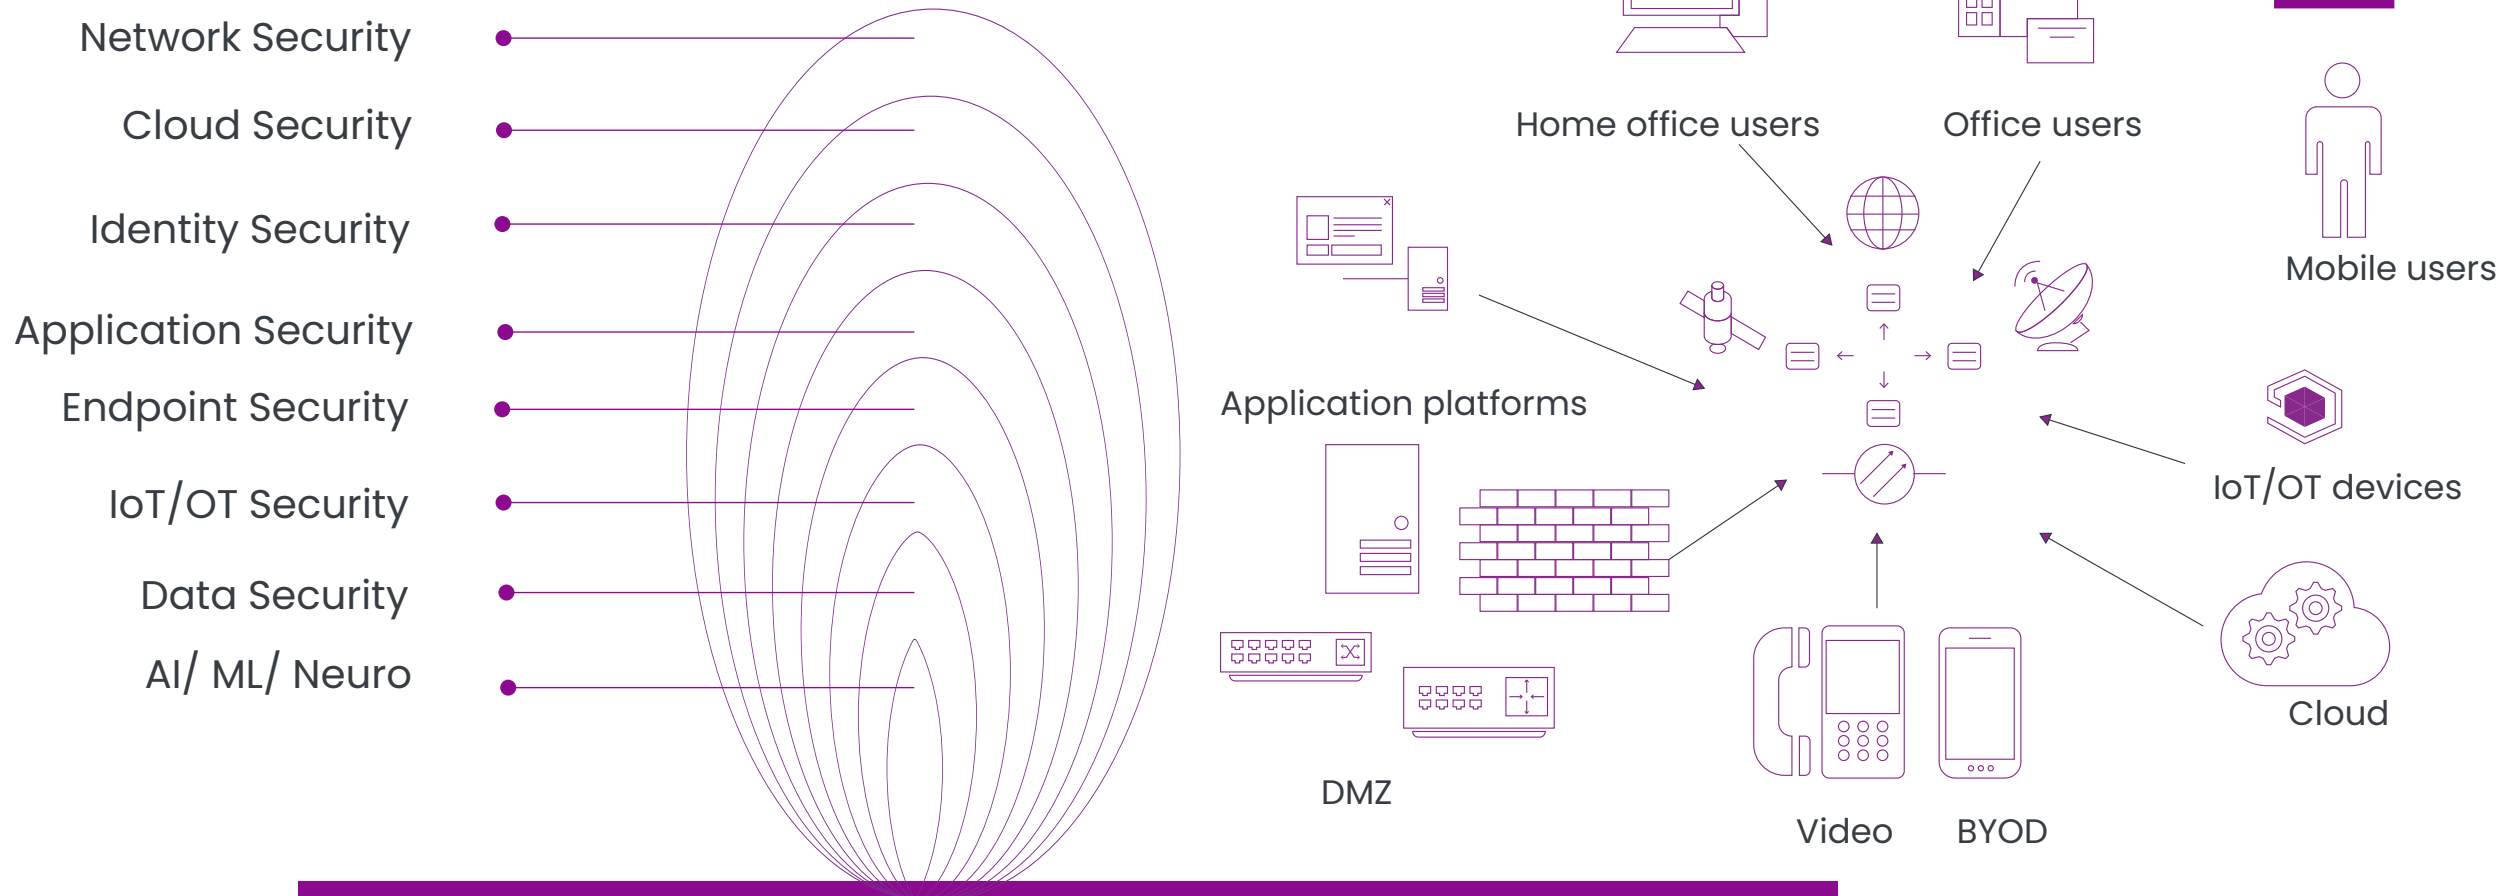 Network Security
Cloud Security
Identity Security
Application Security
Endpoint Security
IoT/OT Security
Data Security
AI/ ML/ Neuro
Home office users
Office users
Mobile users
Application platforms
IoT/OT devices
Cloud
DMZ
Video
BYOD